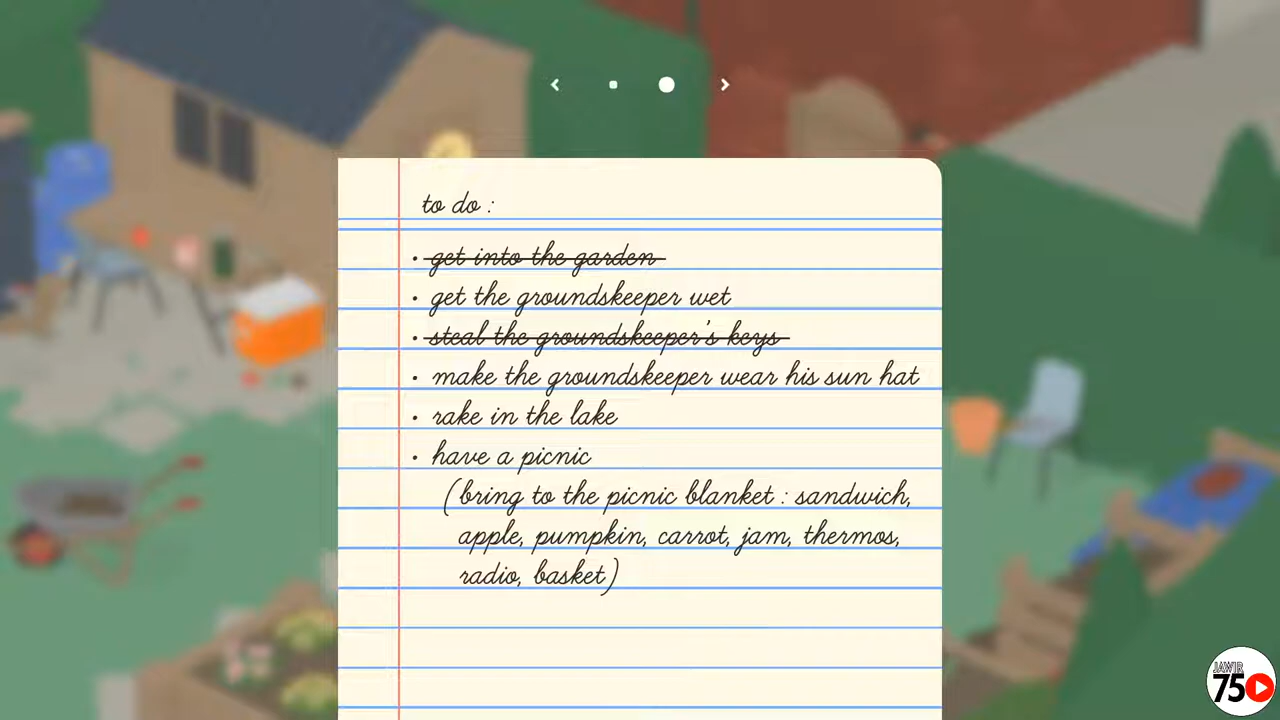 to do :
• get into the garden
• get the groundskeeper wet
• steal the groundskeeper's keys
• make the groundskeeper wear his sun hat
• rake in the lake
• have a picnic
(bring to the picnic blanket : sandwich,
apple, pumpkin, carrot, jam, thermos,
radio, basket)
JAWIR
75